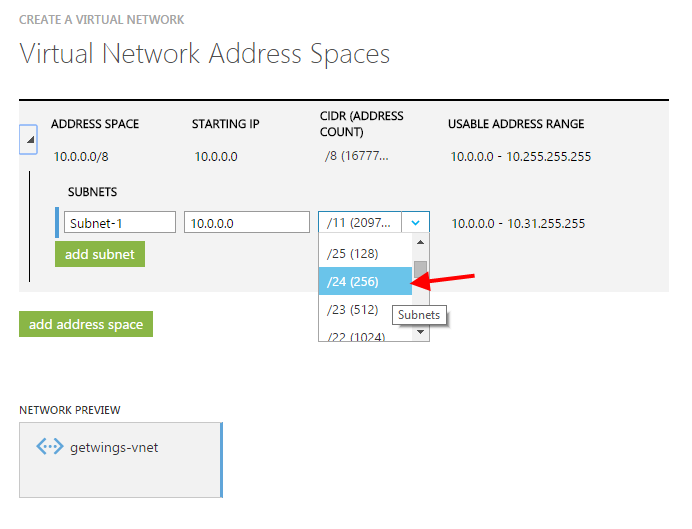 CREATE A VIRTUAL NETWORK
Virtual Network Address Spaces
ADDRESS SPACE STARTING IP CIDR (ADDRESS COUNT) USABLE ADDRESS RANGE
10.0.0.0/8 10.0.0.0 /8 (16777... 10.0.0.0 - 10.255.255.255
SUBNETS
Subnet-1 10.0.0.0 /11 (2097... 10.0.0.0 - 10.31.255.255
add subnet
/25 (128)
/24 (256)
/23 (512)
Subnets
/22 (1024)
add address space
NETWORK PREVIEW
getwings-vnet